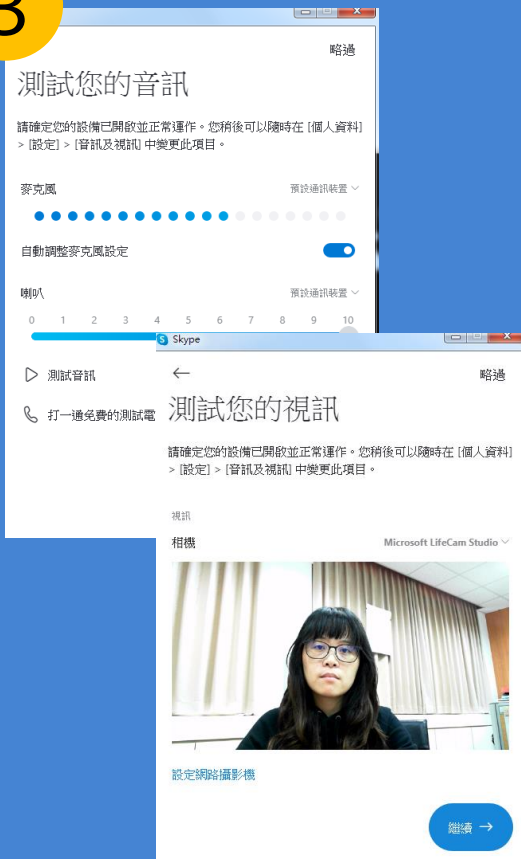 3
略過
測試您的音訊
請確定您的設備已開啟並正常運作。您稍後可以隨時在 [個人資料]
> [設定] > [音訊及視訊] 中變更此項目。
麥克風 預設通訊裝置
自動調整麥克風設定
喇叭 預設通訊裝置
0 1 2 3 4 5 6 7 8 9 10
測試音訊
打一通免費的測試電
Skype
略過
測試您的視訊
請確定您的設備已開啟並正常運作。您稍後可以隨時在 [個人資料]
> [設定] > [音訊及視訊] 中變更此項目。
視訊
相機 Microsoft LifeCam Studio
設定網路攝影機
繼續